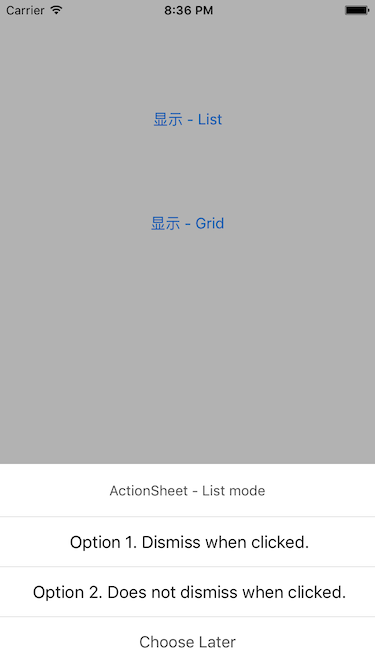 Carrier 8:36 PM
显示 - List
显示 - Grid
ActionSheet - List mode
Option 1. Dismiss when clicked.
Option 2. Does not dismiss when clicked.
Choose Later